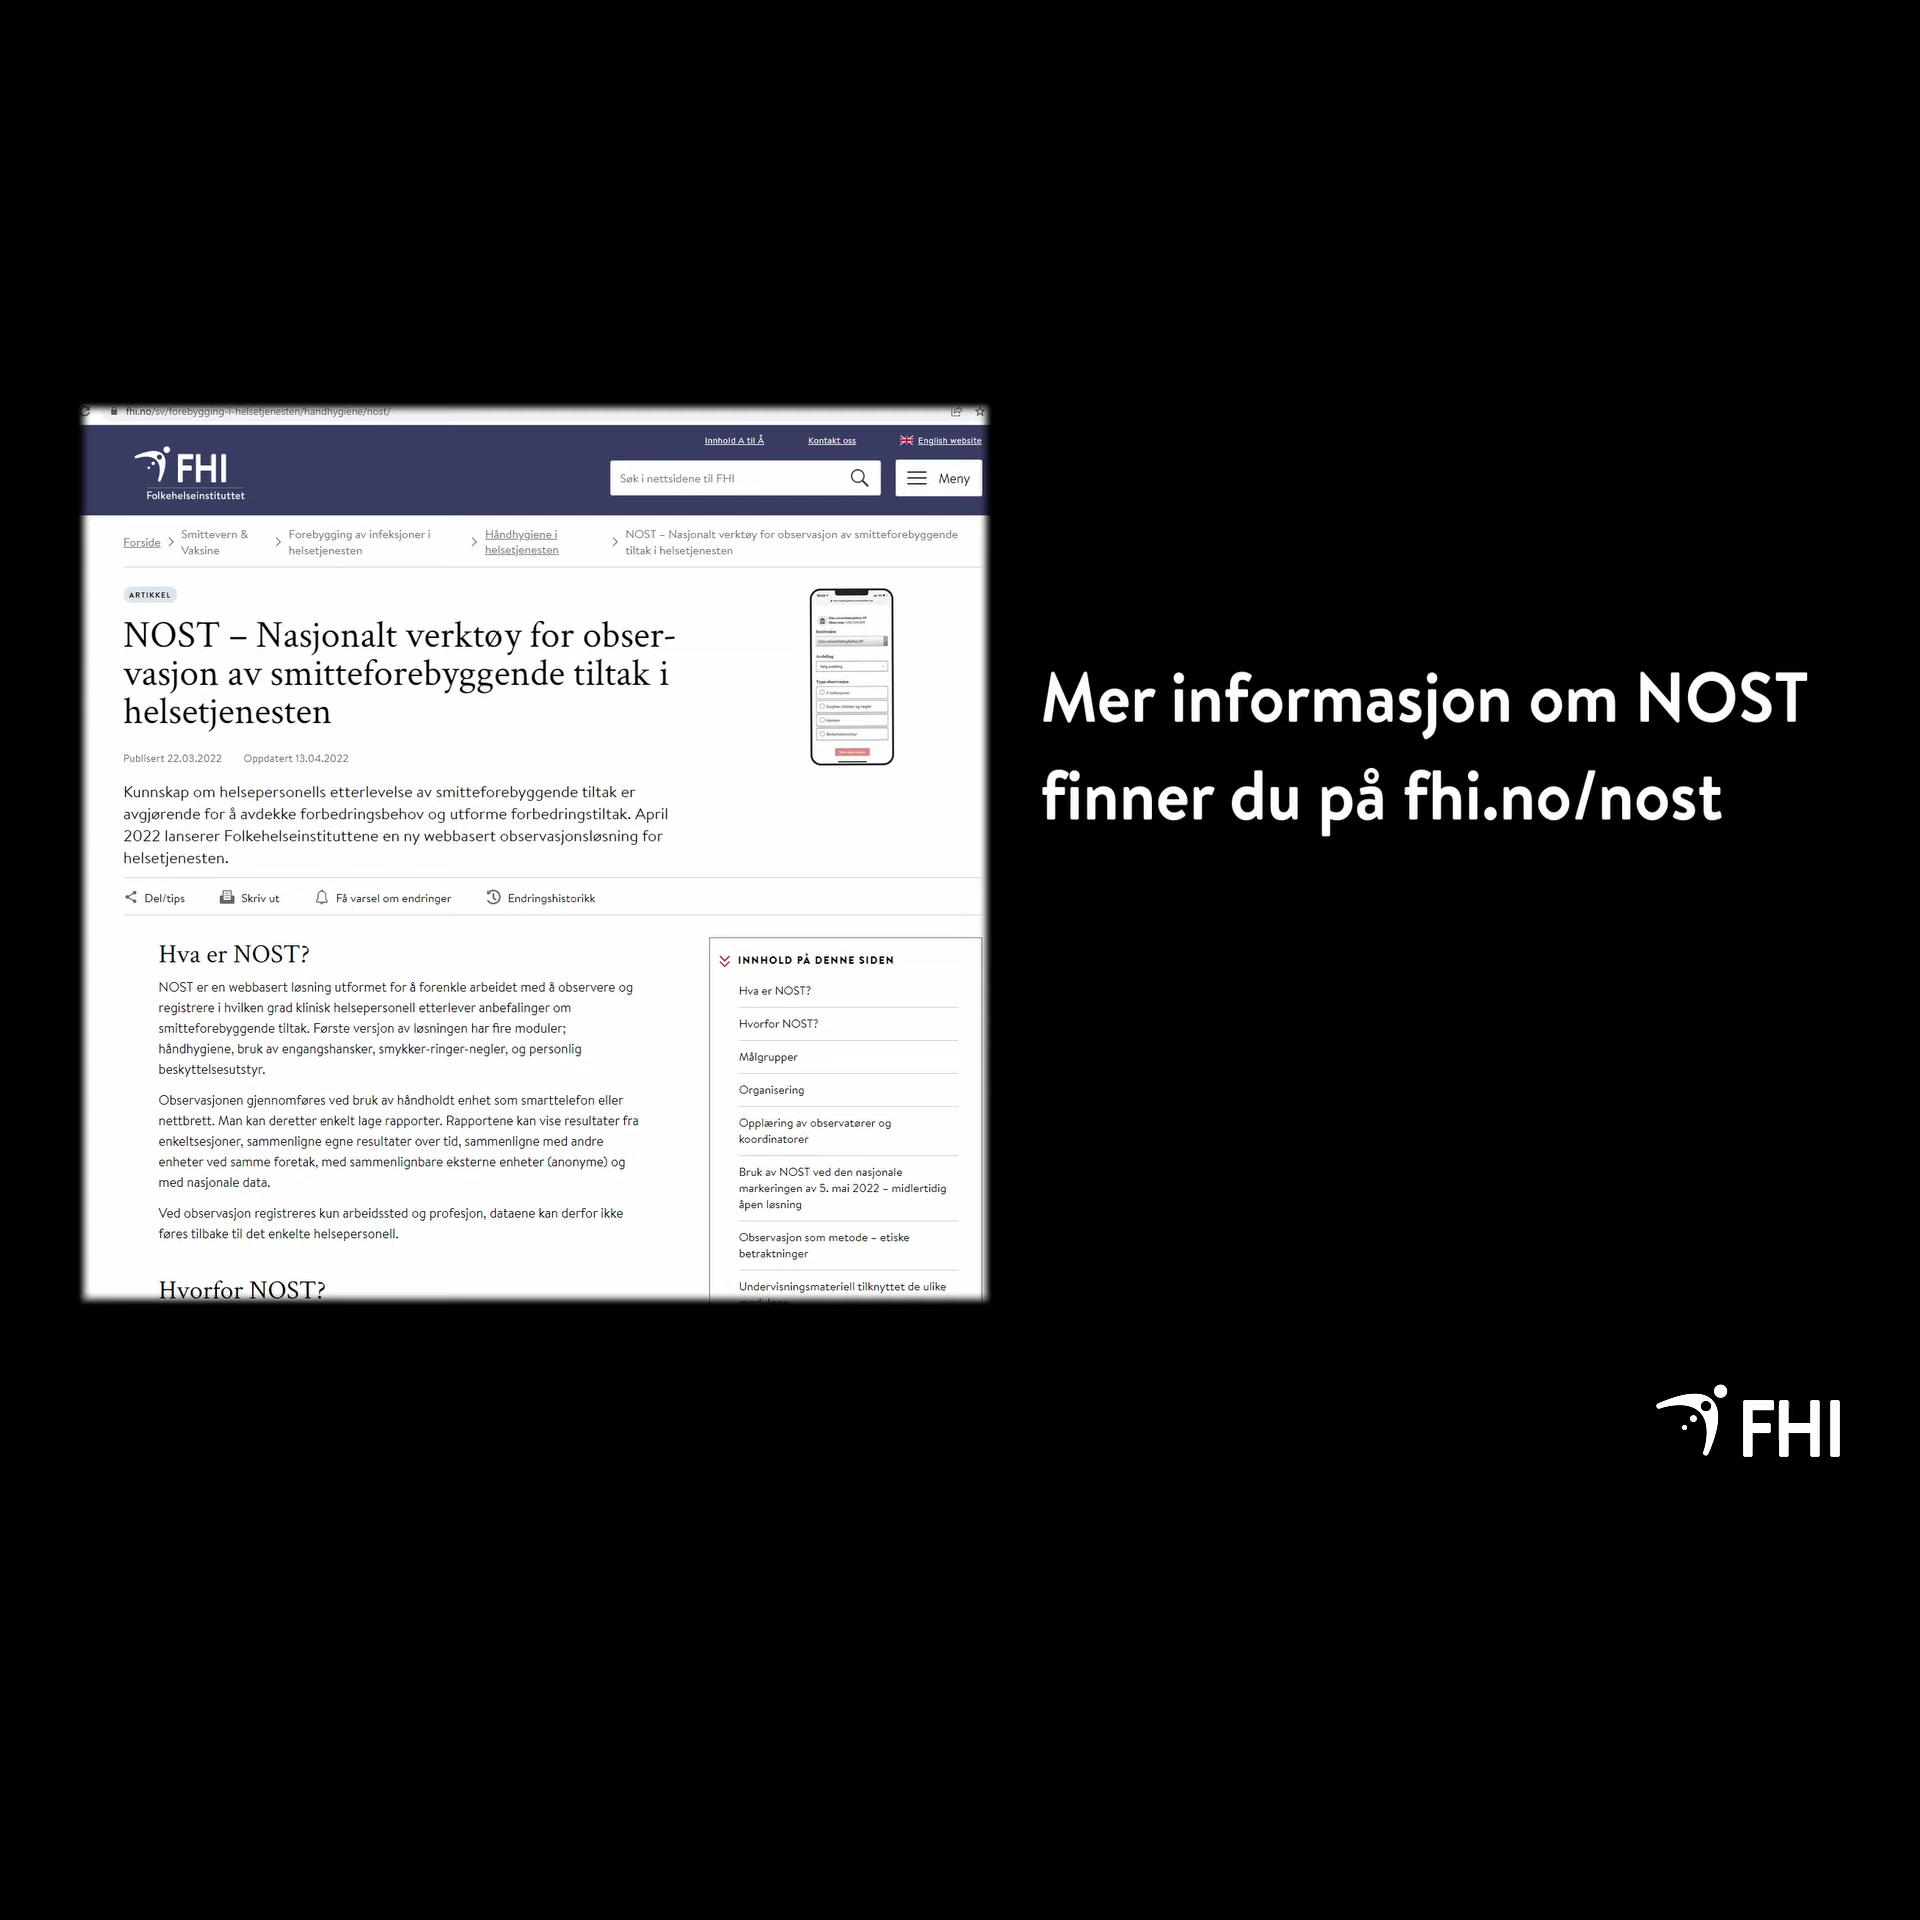 fhi.no/sv/forebygging-i-helsetjenesten/handhygiene/nost/
Innhold A til Å
Kontakt oss
English website
FHI
Folkehelseinstituttet
Søk i nettsidene til FHI
Meny
Forside
Smittevern &
Vaksine
Forebygging av infeksjoner i
helsetjenesten
Håndhygiene i
helsetjenesten
NOST – Nasjonalt verktøy for observasjon av smitteforebyggende
tiltak i helsetjenesten
ARTIKKEL
NOST – Nasjonalt verktøy for obser-
vasjon av smitteforebyggende tiltak i
helsetjenesten
Publisert 22.03.2022 Oppdatert 13.04.2022
Kunnskap om helsepersonells etterlevelse av smitteforebyggende tiltak er
avgjørende for å avdekke forbedringsbehov og utforme forbedringstiltak. April
2022 lanserer Folkehelseinstituttene en ny webbasert observasjonsløsning for
helsetjenesten.
Institusjon
Avdeling
Velg avdeling
Type observasjon
4 indikasjoner
Hansker
Beskyttelsesutstyr
Del/tips
Skriv ut
Få varsel om endringer
Endringshistorikk
Hva er NOST?
NOST er en webbasert løsning utformet for å forenkle arbeidet med å observere og
registrere i hvilken grad klinisk helsepersonell etterlever anbefalinger om
smitteforebyggende tiltak. Første versjon av løsningen har fire moduler;
håndhygiene, bruk av engangshansker, smykker-ringer-negler, og personlig
beskyttelsesutstyr.
Observasjonen gjennomføres ved bruk av håndholdt enhet som smarttelefon eller
nettbrett. Man kan deretter enkelt lage rapporter. Rapportene kan vise resultater fra
enkeltsesjoner, sammenligne egne resultater over tid, sammenligne med andre
enheter ved samme foretak, med sammenlignbare eksterne enheter (anonyme) og
med nasjonale data.
Ved observasjon registreres kun arbeidssted og profesjon, dataene kan derfor ikke
føres tilbake til det enkelte helsepersonell.
Hvorfor NOST?
INNHOLD PÅ DENNE SIDEN
Hva er NOST?
Hvorfor NOST?
Målgrupper
Organisering
Opplæring av observatører og
koordinatorer
Bruk av NOST ved den nasjonale
markeringen av 5. mai 2022 – midlertidig
åpen løsning
Observasjon som metode – etiske
betraktninger
Undervisningsmateriell tilknyttet de ulike
Mer informasjon om NOST
finner du på fhi.no/nost
FHI